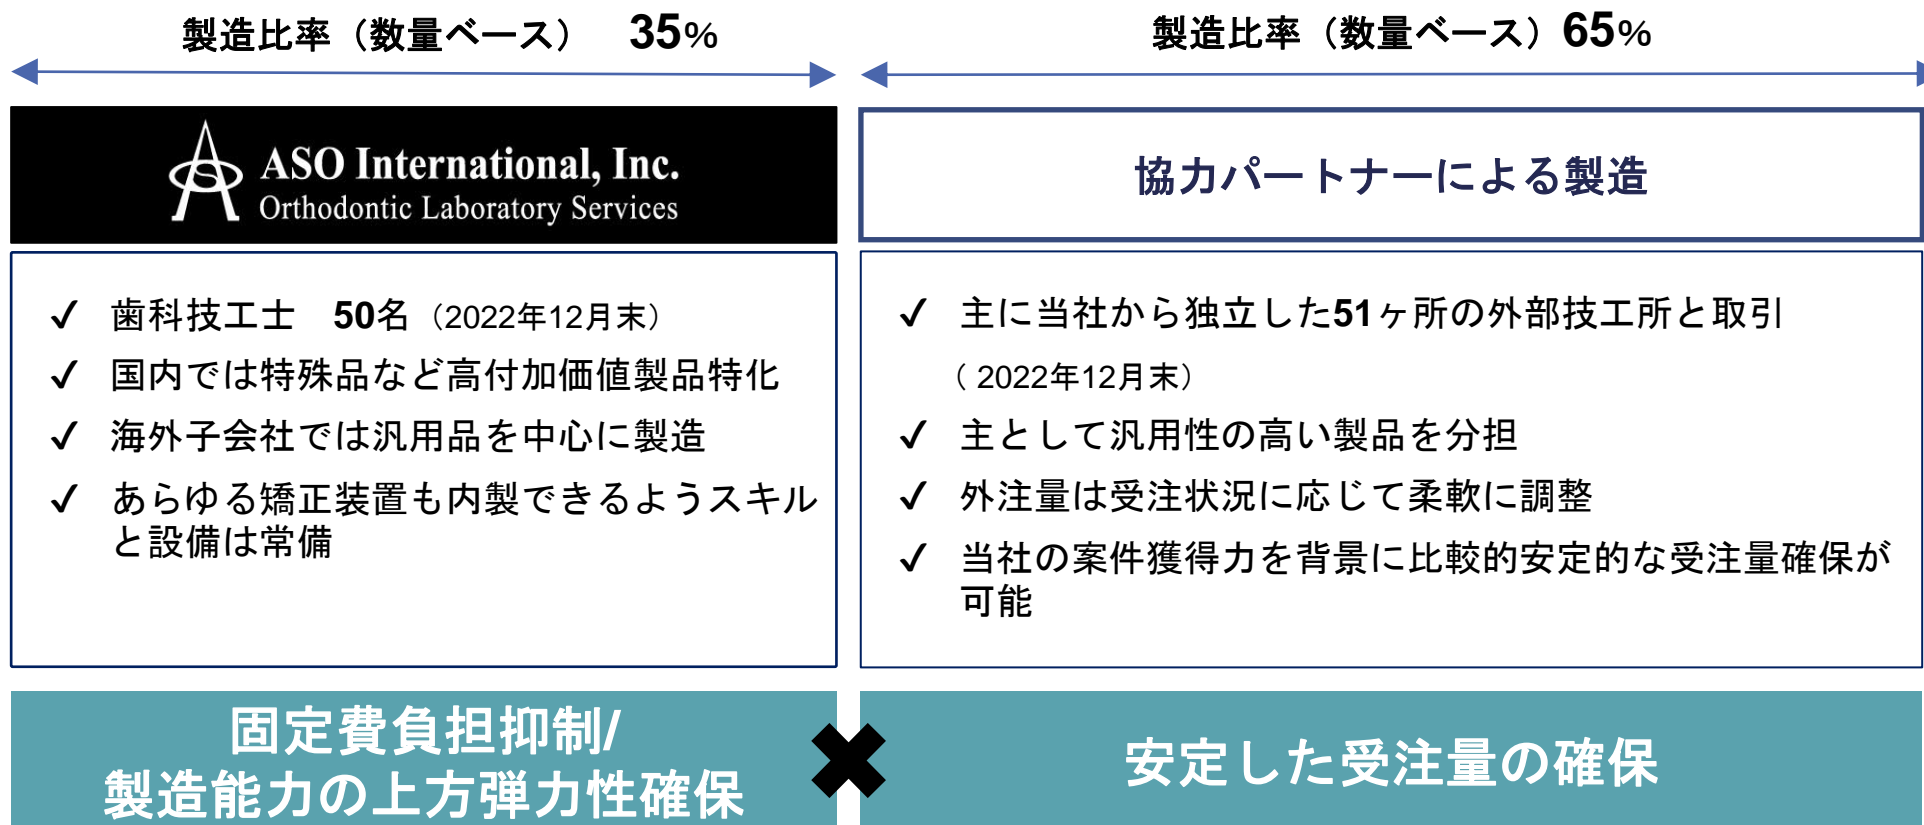 製造比率（数量ベース）　35%
製造比率（数量ベース）65%
ASO International, Inc.
Orthodontic Laboratory Services
協力パートナーによる製造
✓ 歯科技工士　50名（2022年12月末）
✓ 国内では特殊品など高付加価値製品特化
✓ 海外子会社では汎用品を中心に製造
✓ あらゆる矯正装置も内製できるようスキル
と設備は常備
✓ 主に当社から独立した51ヶ所の外部技工所と取引
（ 2022年12月末）
✓ 主として汎用性の高い製品を分担
✓ 外注量は受注状況に応じて柔軟に調整
✓ 当社の案件獲得力を背景に比較的安定的な受注量確保が
可能
固定費負担抑制/
製造能力の上方弾力性確保
✖
安定した受注量の確保